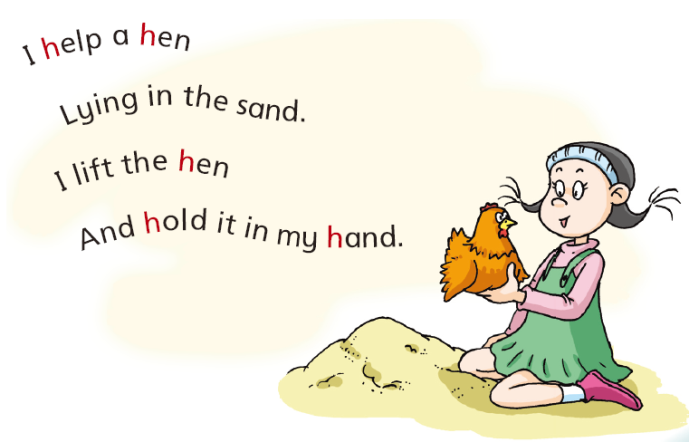 I help a hen
Lying in the sand.
I lift the hen
And hold it in my hand.